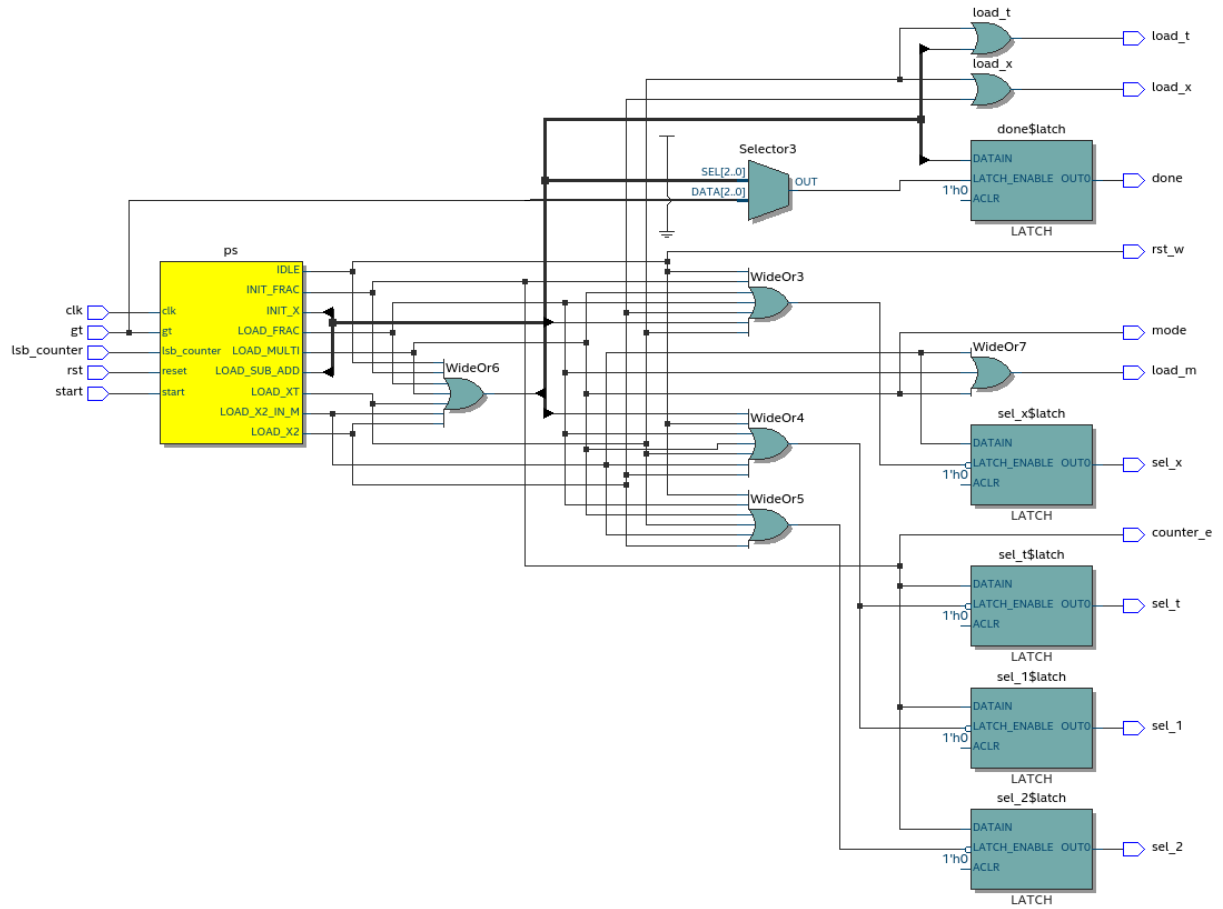 load_t
load_t
load_x
load_x
done$latch
DATAIN
LATCH_ENABLE OUT0
1'h0
ACLR
LATCH
done
Selector3
SEL[2..0]
DATA[2..0]
OUT
rst_w
ps
IDLE
INIT_FRAC
clk
clk
INIT_X
gt
gt
LOAD_FRAC
lsb_counter
lsb_counter
LOAD_MULTI
rst
reset
LOAD_SUB_ADD
start
start
LOAD_XT
LOAD_X2_IN_M
LOAD_X2
WideOr6
WideOr3
mode
WideOr7
load_m
WideOr4
sel_x$latch
DATAIN
LATCH_ENABLE OUT0
1'h0
ACLR
LATCH
sel_x
WideOr5
counter_e
sel_t$latch
DATAIN
LATCH_ENABLE OUT0
1'h0
ACLR
LATCH
sel_t
sel_1$latch
DATAIN
LATCH_ENABLE OUT0
1'h0
ACLR
LATCH
sel_1
sel_2$latch
DATAIN
LATCH_ENABLE OUT0
1'h0
ACLR
LATCH
sel_2